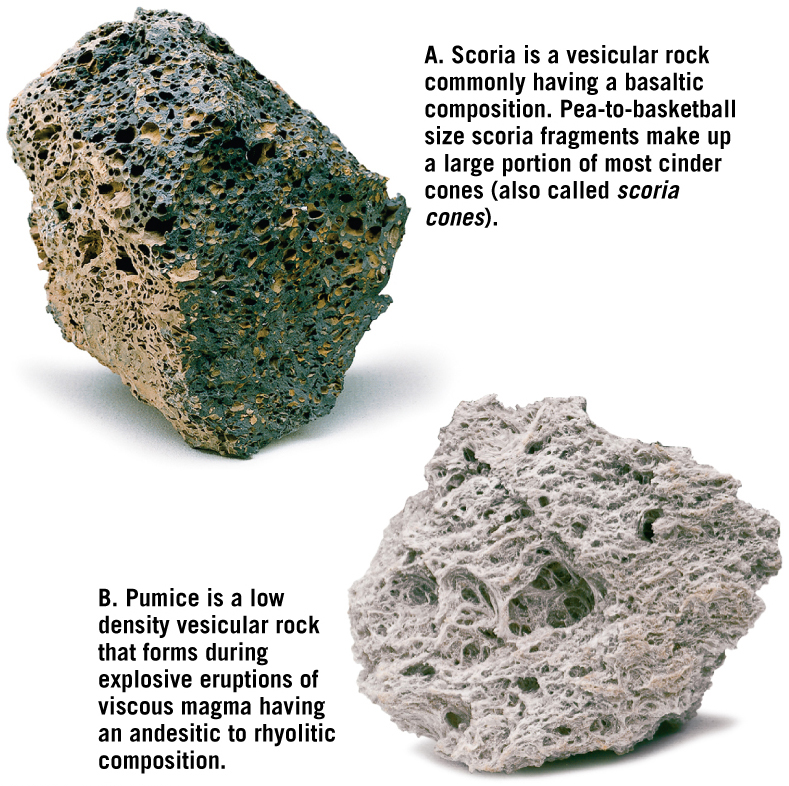 A. Scoria is a vesicular rock
commonly having a basaltic
composition. Pea-to-basketball
size scoria fragments make up
a large portion of most cinder
cones (also called scoria
cones).
B. Pumice is a low
density vesicular rock
that forms during
explosive eruptions of
viscous magma having
an andesitic to rhyolitic
composition.